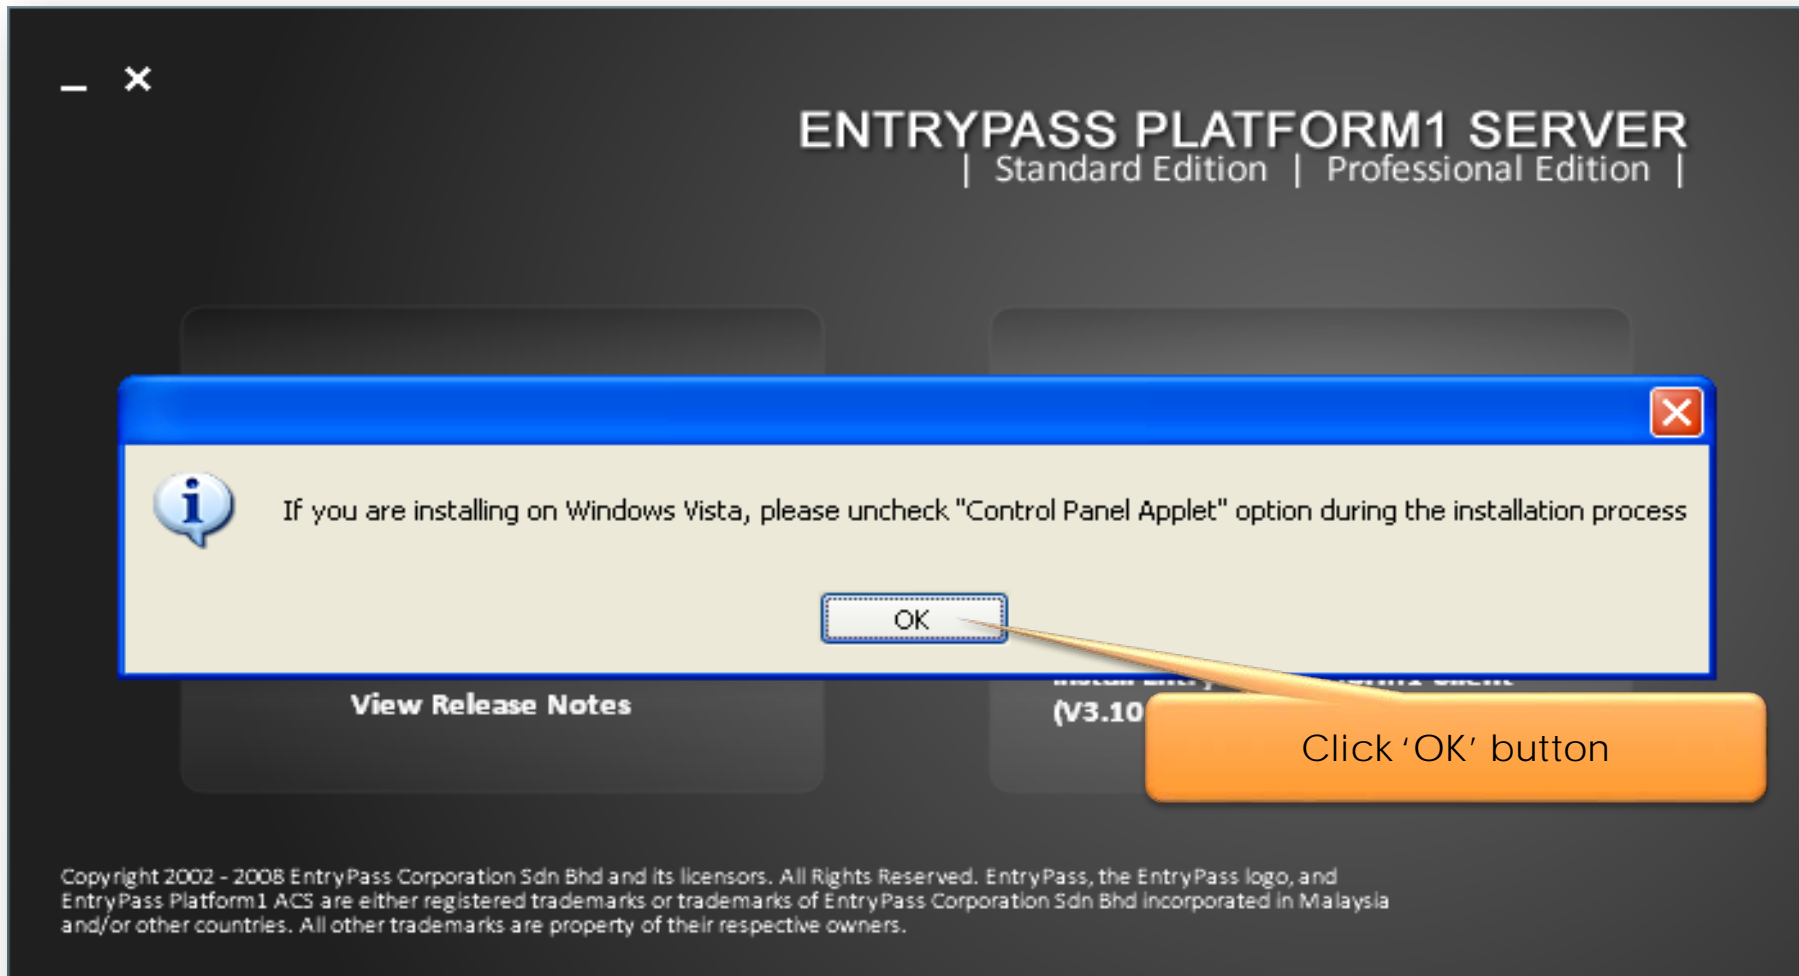 ENTRYPASS PLATFORM1 SERVER
| Standard Edition | Professional Edition |
If you are installing on Windows Vista, please uncheck "Control Panel Applet" option during the installation process
OK
View Release Notes
(V3.10
Click ‘OK’ button
Copyright 2002 - 2008 EntryPass Corporation Sdn Bhd and its licensors. All Rights Reserved. EntryPass, the EntryPass logo, and
EntryPass Platform1 ACS are either registered trademarks or trademarks of EntryPass Corporation Sdn Bhd incorporated in Malaysia
and/or other countries. All other trademarks are property of their respective owners.